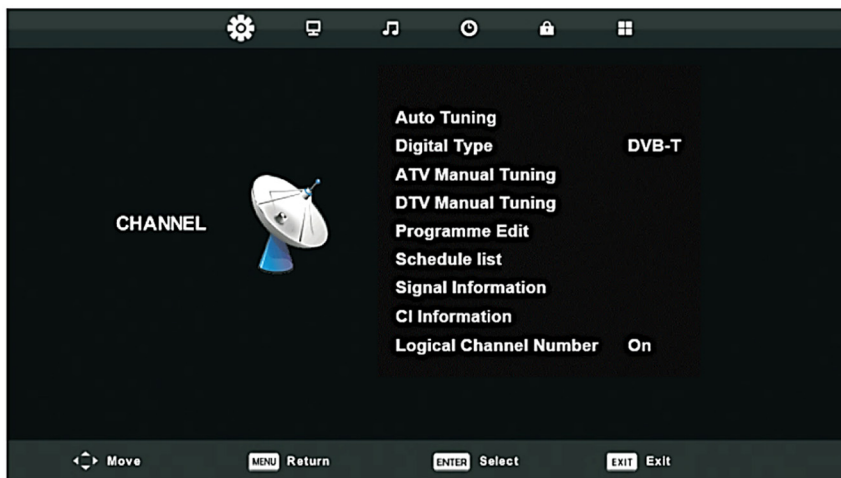 Auto Tuning
Digital Type DVB-T
ATV Manual Tuning
DTV Manual Tuning
CHANNEL
Programme Edit
Schedule list
Signal Information
CI Information
Logical Channel Number On
Move MENU Return ENTER Select EXIT Exit